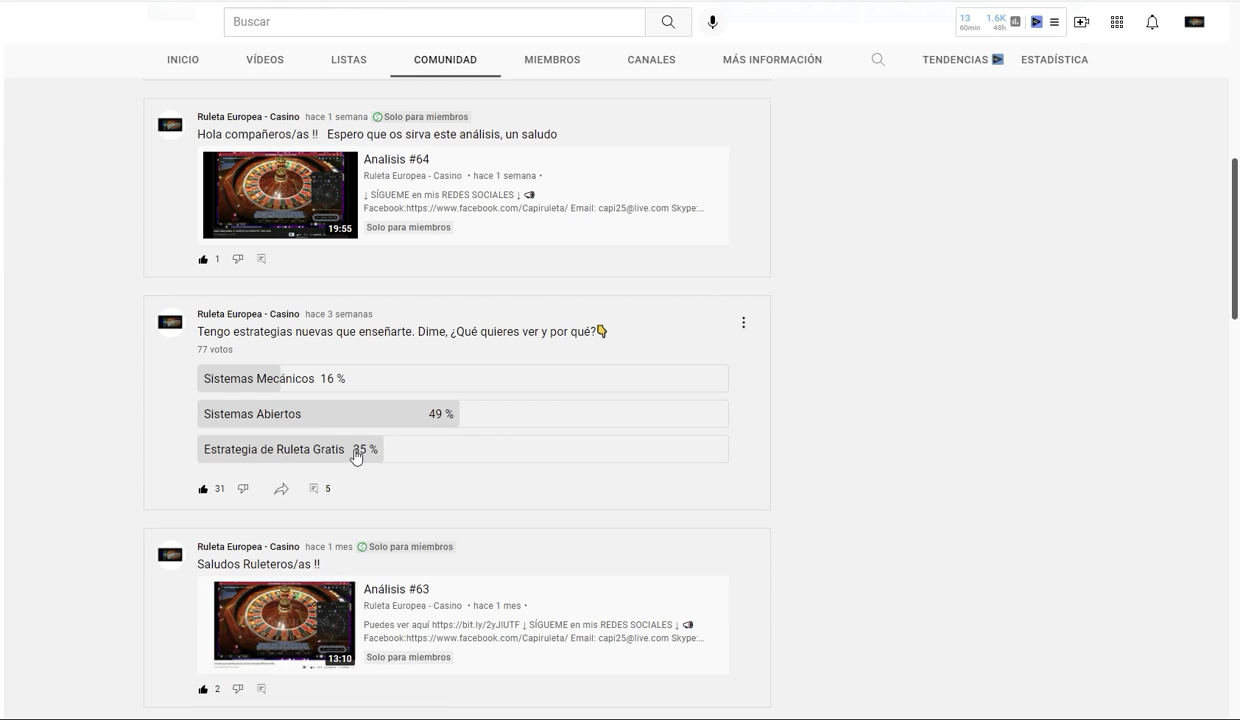 Buscar
13 1.6K
60min 48h
INICIO VÍDEOS LISTAS COMUNIDAD MIEMBROS CANALES MÁS INFORMACIÓN TENDENCIAS ESTADÍSTICA
Ruleta Europea - Casino hace 1 semana Solo para miembros
Hola compañeros/as !! Espero que os sirva este análisis, un saludo
Analisis #64
Ruleta Europea - Casino • hace 1 semana •
↓ SÍGUEME en mis REDES SOCIALES ↓
Facebook:https://www.facebook.com/Capiruleta/ Email: capi25@live.com Skype:...
19:55
Solo para miembros
1
Ruleta Europea - Casino hace 3 semanas
Tengo estrategias nuevas que enseñarte. Dime, ¿Qué quieres ver y por qué?👇
77 votos
Sistemas Mecánicos 16 %
Sistemas Abiertos 49 %
Estrategia de Ruleta Gratis 35 %
31 5
Ruleta Europea - Casino hace 1 mes Solo para miembros
Saludos Ruleteros/as !!
Análisis #63
Ruleta Europea - Casino • hace 1 mes •
Puedes ver aquí https://bit.ly/2yJIUTF ↓ SÍGUEME en mis REDES SOCIALES ↓
Facebook:https://www.facebook.com/Capiruleta/ Email: capi25@live.com Skype:...
13:10
Solo para miembros
2